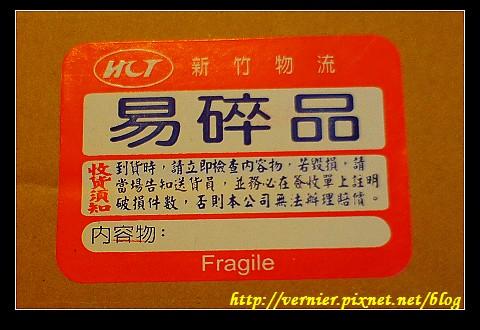 HCT 新竹物流
易碎品
收貨須知
到貨時，請立即檢查內容物，若毀損，請
當場告知送貨員，並務必在簽收單上註明
破損件數，否則本公司無法辦理賠償。
內容物：
Fragile
http://vernier.pixnet.net/blog